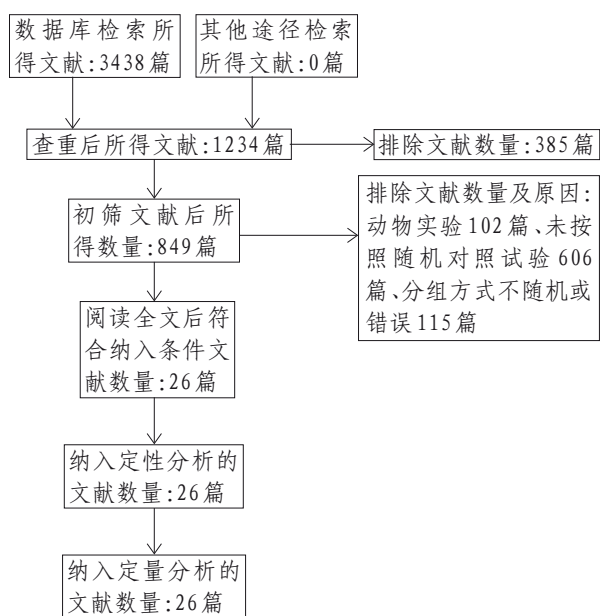 数据库检索所
得文献:3438篇
其他途径检索
所得文献:0篇
查重后所得文献:1234篇
排除文献数量:385篇
初筛文献后所
得数量:849篇
排除文献数量及原因:
动物实验102篇、未按
照随机对照试验606
篇、分组方式不随机或
错误115篇
阅读全文后符
合纳入条件文
献数量:26篇
纳入定性分析的
文献数量:26篇
纳入定量分析的
文献数量:26篇